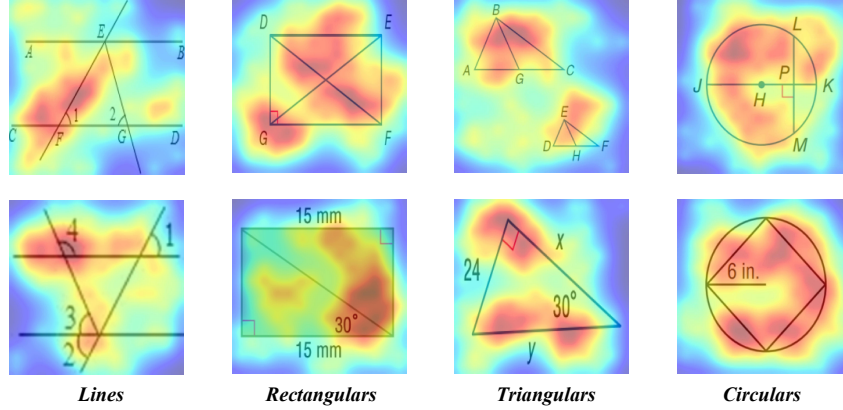 E
A B
1 2
C F G D
D E
G F
B
A G C
E
D H F
L
J H P K
M
4 1
3
2
15 mm
30°
15 mm
x
24
30°
y
6 in.
Lines Rectangulars Triangulars Circulars